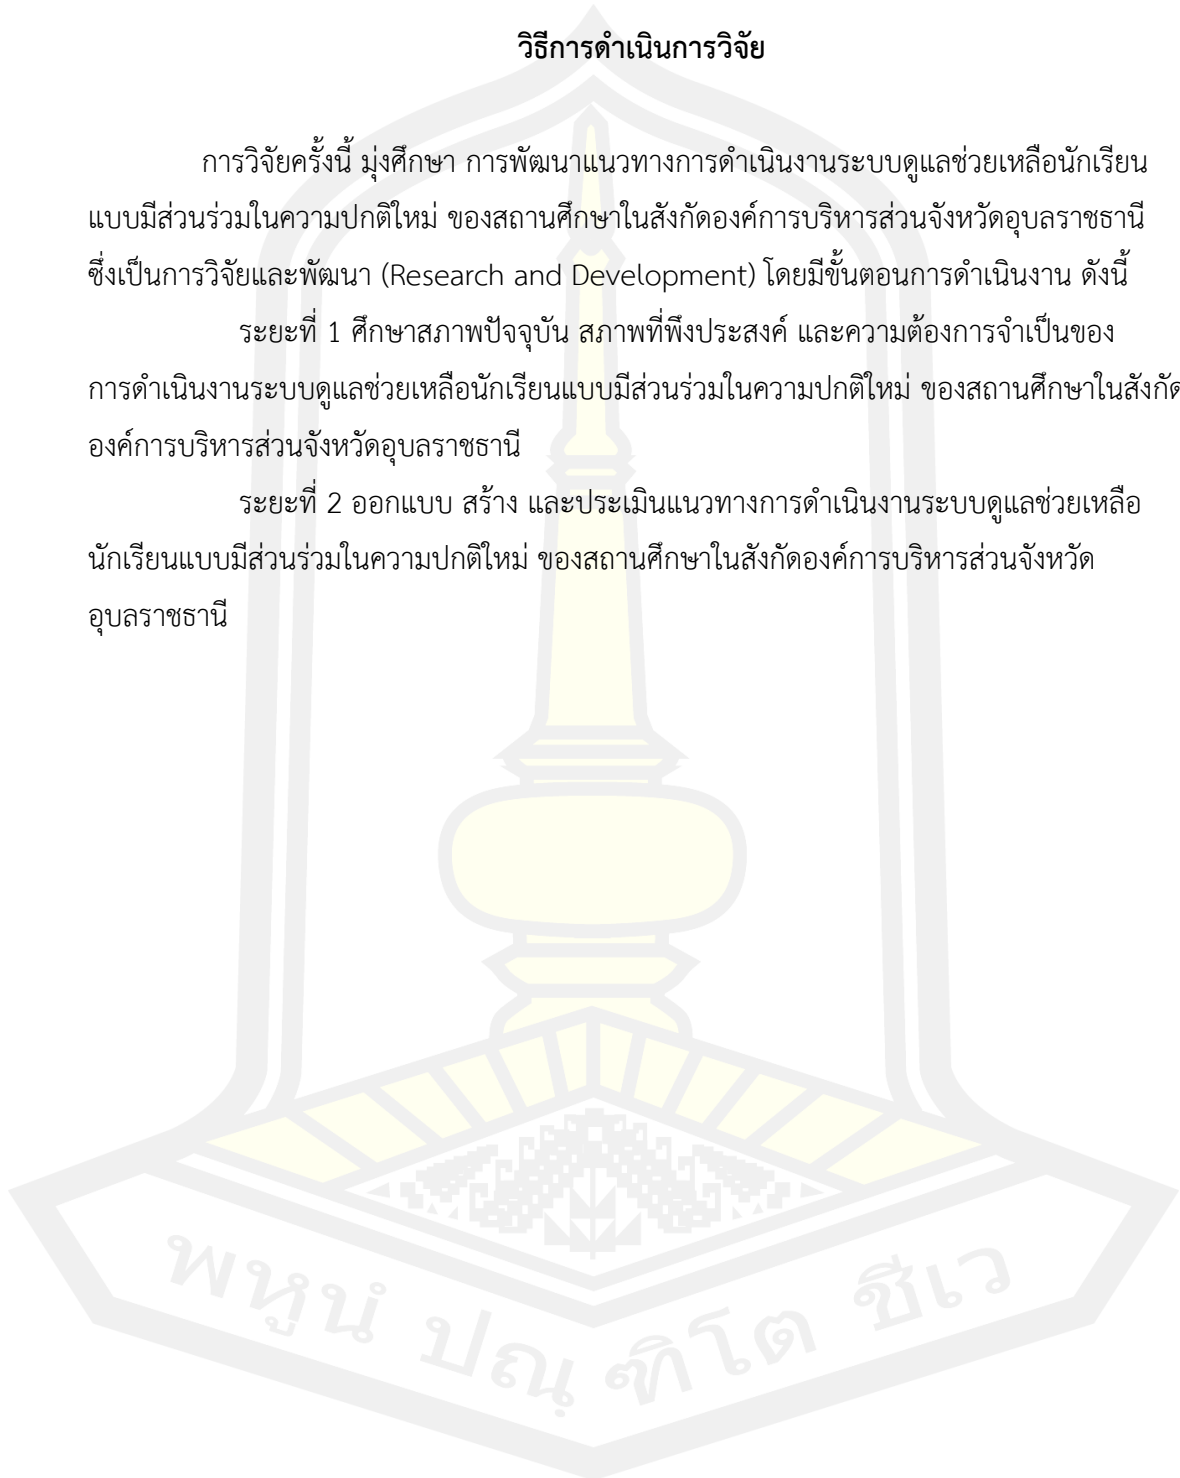 วิธีการดำเนินการวิจัย
การวิจัยครั้งนี้ มุ่งศึกษา การพัฒนาแนวทางการดำเนินงานระบบดูแลช่วยเหลือนักเรียน
แบบมีส่วนร่วมในความปกติใหม่ ของสถานศึกษาในสังกัดองค์การบริหารส่วนจังหวัดอุบลราชธานี
ซึ่งเป็นการวิจัยและพัฒนา (Research and Development) โดยมีขั้นตอนการดำเนินงาน ดังนี้
ระยะที่ 1 ศึกษาสภาพปัจจุบัน สภาพที่พึงประสงค์ และความต้องการจำเป็นของ
การดำเนินงานระบบดูแลช่วยเหลือนักเรียนแบบมีส่วนร่วมในความปกติใหม่ ของสถานศึกษาในสังกัด
องค์การบริหารส่วนจังหวัดอุบลราชธานี
ระยะที่ 2 ออกแบบ สร้าง และประเมินแนวทางการดำเนินงานระบบดูแลช่วยเหลือ
นักเรียนแบบมีส่วนร่วมในความปกติใหม่ ของสถานศึกษาในสังกัดองค์การบริหารส่วนจังหวัด
อุบลราชธานี
พหูนํ ปณฺฑิโต ชีเว